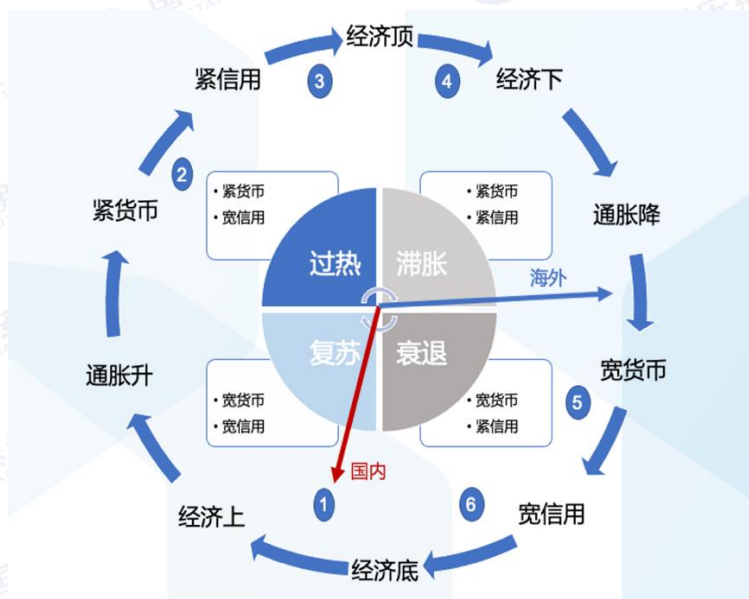 经济顶
3
4
紧信用
经济下
2
• 紧货币
• 宽信用
• 紧货币
• 紧信用
紧货币
通胀降
过热
滞胀
海外
复苏
衰退
通胀升
宽货币
• 宽货币
• 宽信用
• 宽货币
• 紧信用
5
国内
1
6
经济上
宽信用
经济底